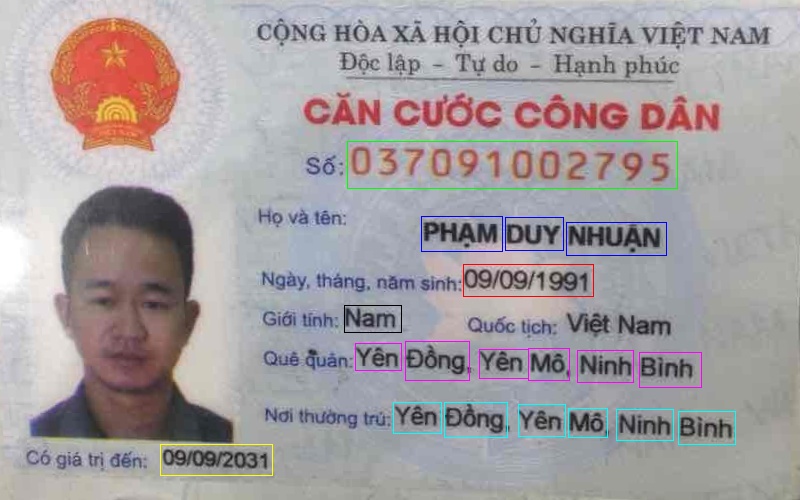 CỘNG HÒA XÃ HỘI CHỦ NGHĨA VIỆT NAM
Độc lập - Tự do - Hạnh phúc
CĂN CƯỚC CÔNG DÂN
Số: 037091002795
Họ và tên:
PHẠM DUY NHUẬN
Ngày, tháng, năm sinh: 09/09/1991
Giới tính: Nam Quốc tịch: Việt Nam
Quê quán: Yên Đồng, Yên Mô, Ninh Bình
Nơi thường trú: Yên Đồng, Yên Mô, Ninh Bình
Có giá trị đến: 09/09/2031